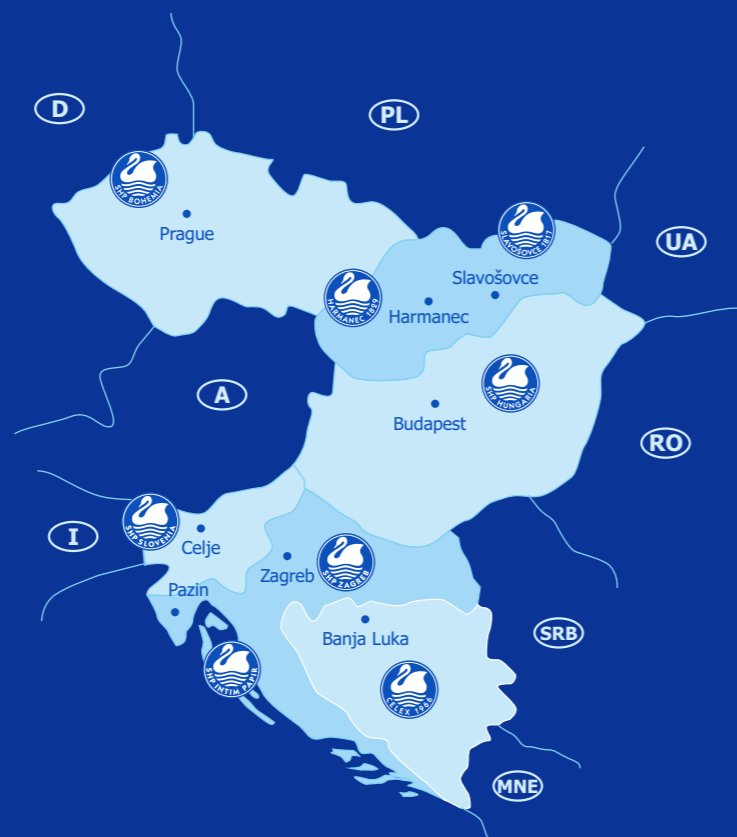 D
PL
SHP BOHEMIA
Prague
SLAVOŠOVCE 1817
UA
Slavošovce
HARMANEC 1829
Harmanec
A
SHP HUNGARIA
Budapest
RO
SHP SLOVENIA
I
Celje
Zagreb
SHP ZAGREB
Pazin
Banja Luka
SRB
SHP INTIM PAPIR
CELEX 1966
MNE